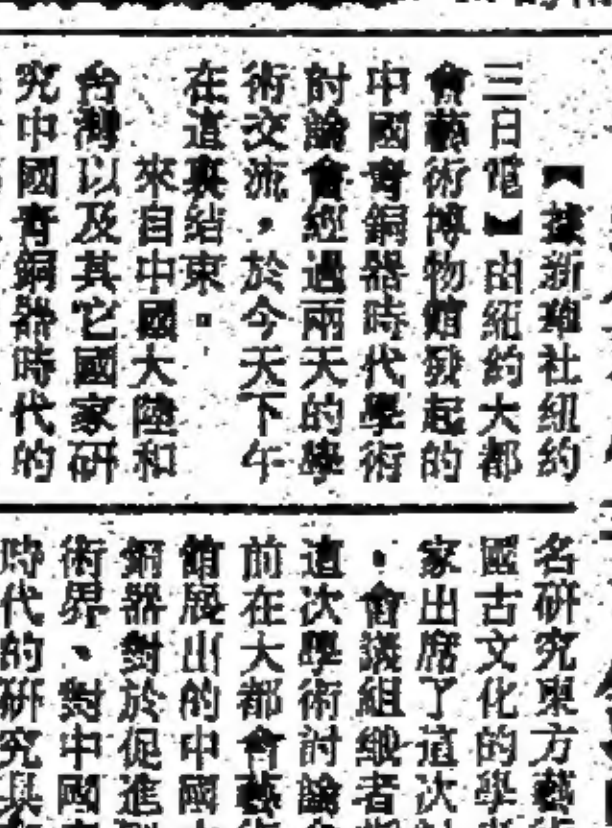 【據新華社紐約
三日電】由紐約大都
會藝術博物館發起的
中國青銅器時代學術
討論會經過兩天的學
術交流，於今天下午
在這裏結束。
來自中國大陸和
台灣以及其它國家研
究中國青銅器時代的
名研究東方藝術
國古文化的學
家出席了這次
。會議組織者
這次學術討論
前在大都會藝術
館展出的中國
銅器對於促進
術界、對中國
時代的研究具